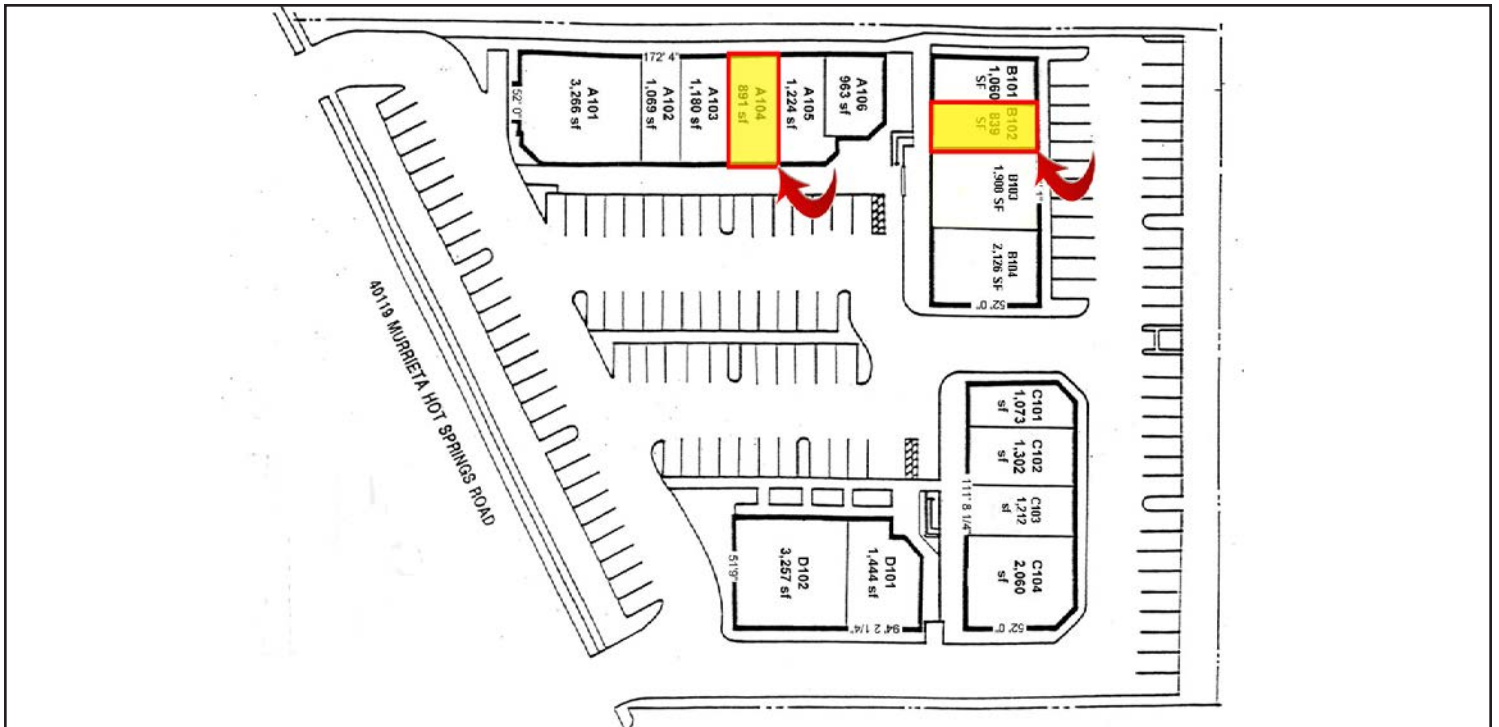 172' 4"
52' 0"
A101
3,266 sf
A102
1,069 sf
A103
1,180 sf
A104
891 sf
A105
1,224 sf
A106
963 sf
B101
1,060
SF
B102
839
SF
B103
1,900 SF
1"
B104
2,126 SF
52' 0"
40119 MURRIETA HOT SPRINGS ROAD
C101
1,073
sf
C102
1,302
sf
C103
1,212
sf
111' 8 1/4"
C104
2,060
sf
52' 0"
D101
1,444 sf
D102
3,257 sf
51'9"
94' 2 1/4"